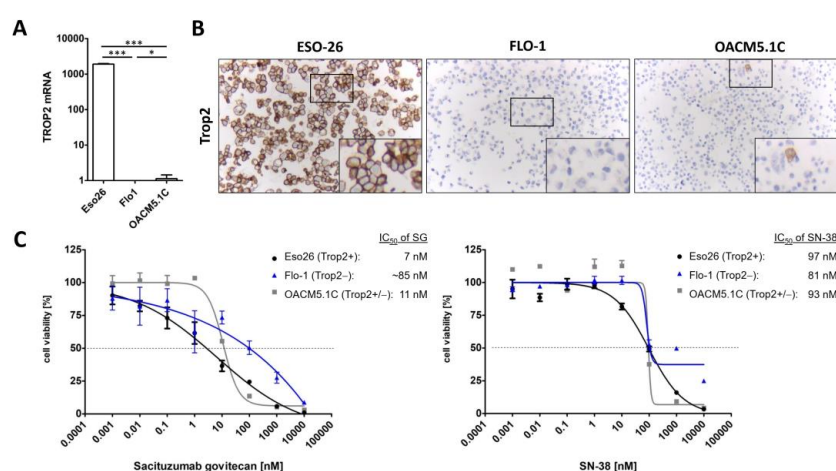 A
TROP2 mRNA
10000
1000
100
10
1
***
*** *
Eso26 Flo1 OACM5.1C
B
ESO-26 FLO-1 OACM5.1C
Trop2
C
IC50 of SG
Eso26 (Trop2+) 7 nM
Flo-1 (Trop2−) ~85 nM
OACM5.1C (Trop2+/−) 11 nM
cell viability [%]
125
100
75
50
25
0
0.0001 0.001 0.01 0.1 1 10 100 1000 10000 100000
Sacituzumab govitecan [nM]
IC50 of SN-38
Eso26 (Trop2+) 97 nM
Flo-1 (Trop2−) 81 nM
OACM5.1C (Trop2+/−) 93 nM
cell viability [%]
125
100
75
50
25
0
0.0001 0.001 0.01 0.1 1 10 100 1000 10000 100000
SN-38 [nM]